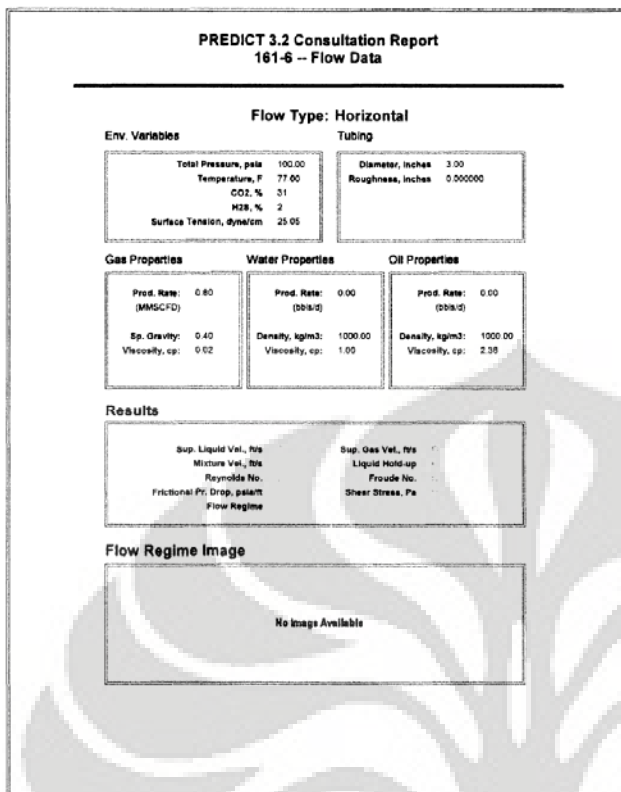 PREDICT 3.2 Consultation Report
161-6 -- Flow Data
Flow Type: Horizontal
Env. Variables
Total Pressure, psia 100.00
Temperature, F 77.00
CO2, % 31
H2S, % 2
Surface Tension, dyne/cm 25.05
Tubing
Diameter, inches 3.00
Roughness, inches 0.000000
Gas Properties
Prod. Rate: 0.80
(MMSCFD)
Sp. Gravity: 0.40
Viscosity, cp: 0.02
Water Properties
Prod. Rate: 0.00
(bbls/d)
Density, kg/m3: 1000.00
Viscosity, cp: 1.00
Oil Properties
Prod. Rate: 0.00
(bbls/d)
Density, kg/m3: 1000.00
Viscosity, cp: 2.38
Results
Sup. Liquid Vel., ft/s
Mixture Vel., ft/s
Reynolds No.
Frictional Pr. Drop, psia/ft
Flow Regime
Sup. Gas Vel., ft/s
Liquid Hold-up
Froude No.
Shear Stress, Pa
Flow Regime Image
No Image Available